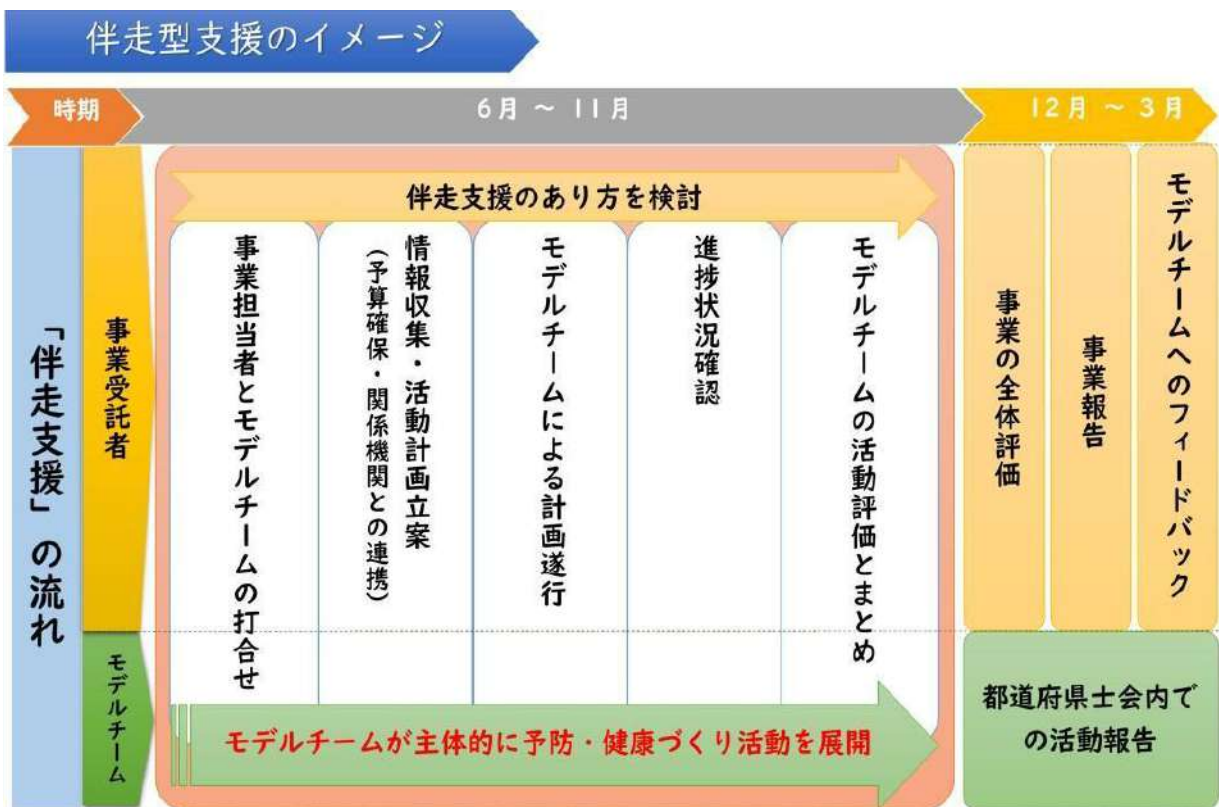 伴走型支援のイメージ
時期
6月 ~ 11月
12月 ~ 3月
「伴走支援」の流れ
事業受託者
伴走支援のあり方を検討
事業担当者とモデルチームの打合せ
情報収集・活動計画立案
(予算確保・関係機関との連携)
モデルチームによる計画遂行
進捗状況確認
モデルチームの活動評価とまとめ
事業の全体評価
事業報告
モデルチームへのフィードバック
モデルチーム
モデルチームが主体的に予防・健康づくり活動を展開
都道府県士会内で
の活動報告